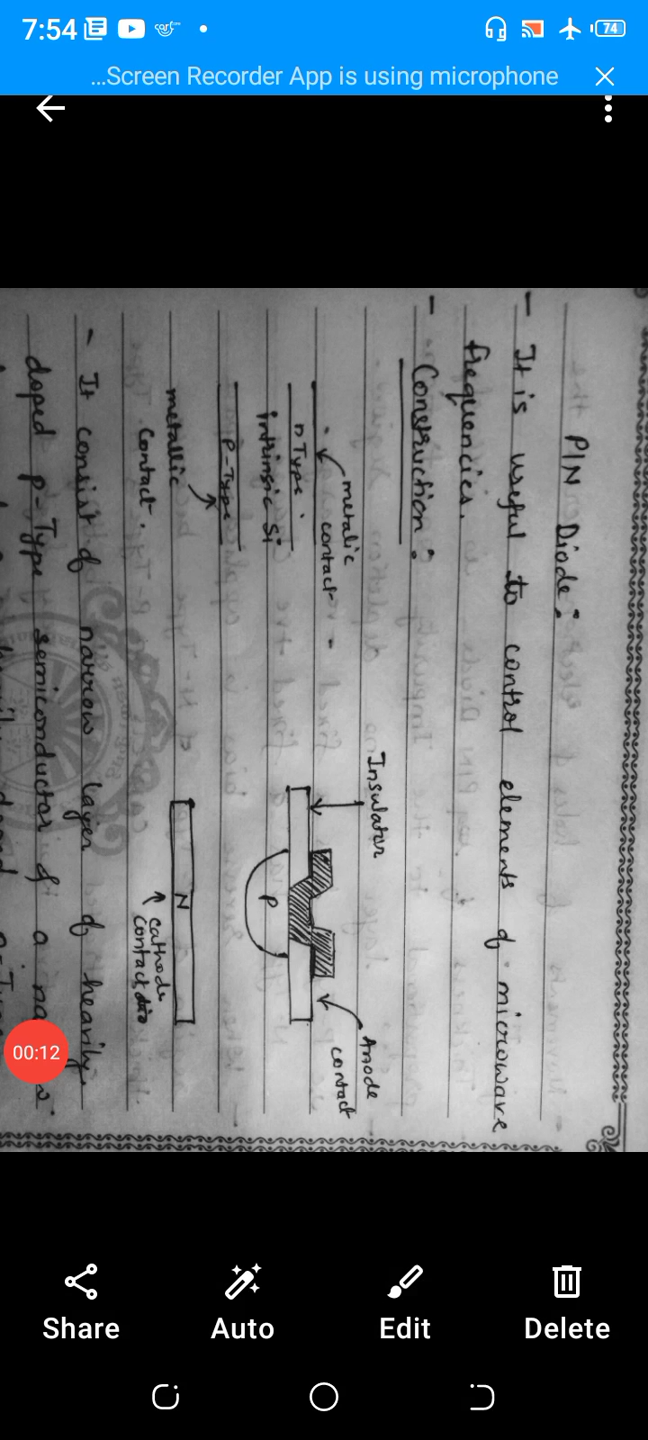 7:54
74
...Screen Recorder App is using microphone
PIN Diode:
- It is useful to control elements of microwave
frequencies.
- Construction:
metalic
contact
n Type
intrinsic Si
P-Type
metallic
contact.
Insulator
Anode
contact
P
N
cathode
contact
- It consist of narrow layer of heavily
doped p-Type semiconductor & a
00:12
Share
Auto
Edit
Delete